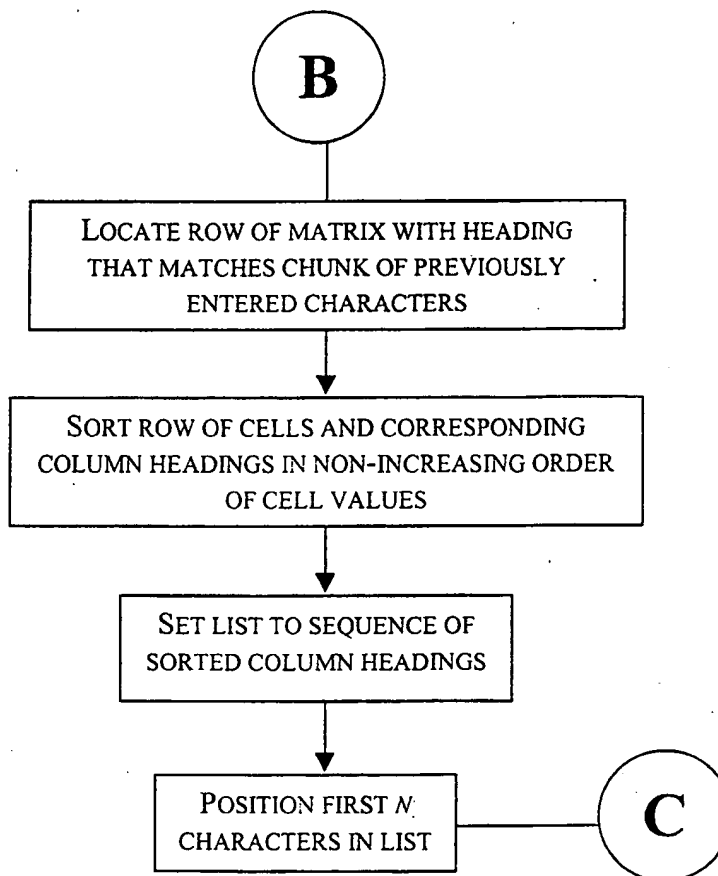 B
LOCATE ROW OF MATRIX WITH HEADING
THAT MATCHES CHUNK OF PREVIOUSLY
ENTERED CHARACTERS
SORT ROW OF CELLS AND CORRESPONDING
COLUMN HEADINGS IN NON-INCREASING ORDER
OF CELL VALUES
SET LIST TO SEQUENCE OF
SORTED COLUMN HEADINGS
POSITION FIRST N
CHARACTERS IN LIST
C